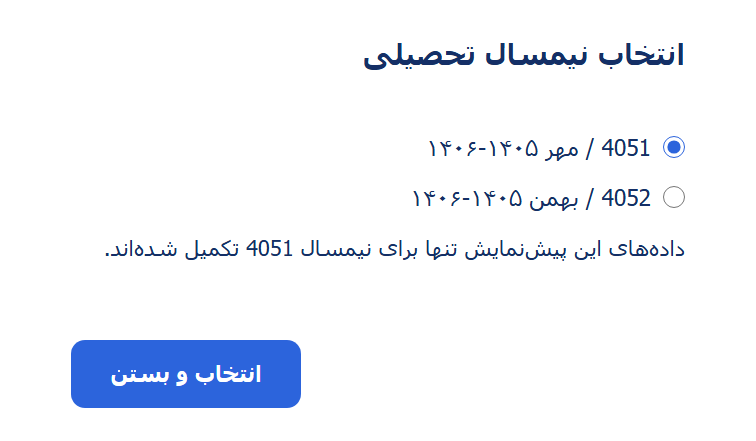 انتخاب نیمسال تحصیلی
4051 / مهر ۱۴۰۵-۱۴۰۶
4052 / بهمن ۱۴۰۵-۱۴۰۶
داده‌های این پیش‌نمایش تنها برای نیمسال 4051 تکمیل شده‌اند.
انتخاب و بستن